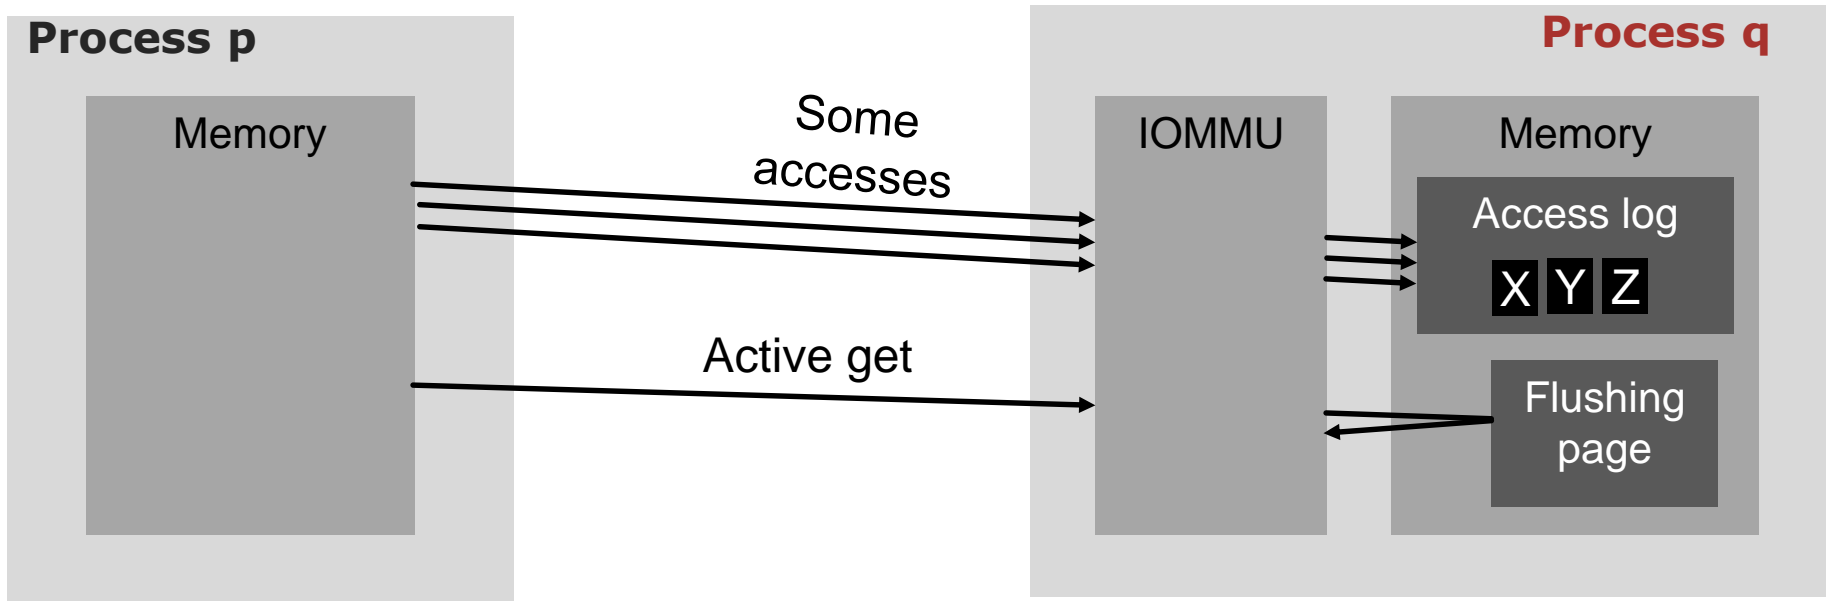 Process p
Memory
Some
accesses
Active get
Process q
IOMMU
Memory
Access log
X Y Z
Flushing
page